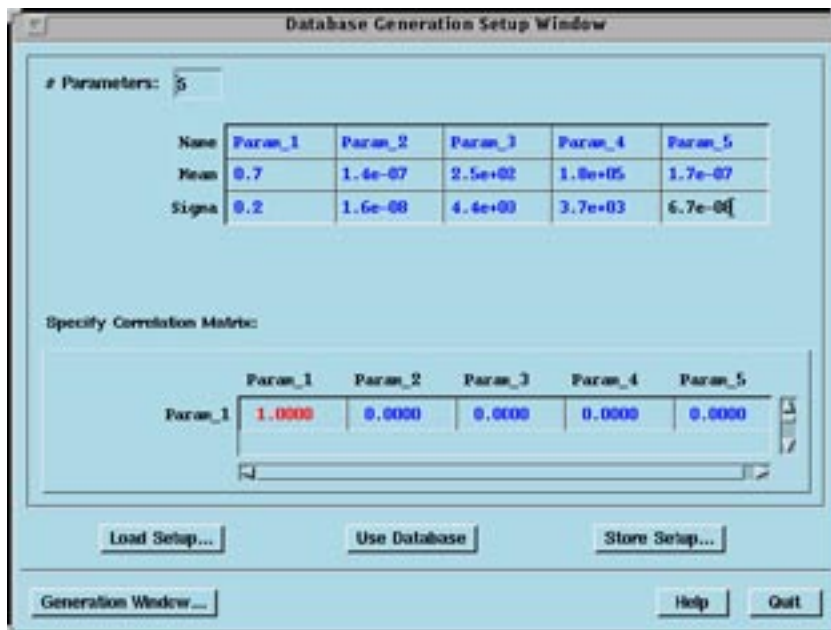 Database Generation Setup Window
# Parameters: 5
Name Param_1 Param_2 Param_3 Param_4 Param_5
Mean 0.7 1.4e-07 2.5e+02 1.8e+05 1.7e-07
Sigma 0.2 1.6e-08 4.4e+03 3.7e+03 6.7e-08
Specify Correlation Matrix:
Param_1 Param_2 Param_3 Param_4 Param_5
Param_1 1.0000 0.0000 0.0000 0.0000 0.0000
Load Setup... Use Database Store Setup...
Generation Window... Help Quit